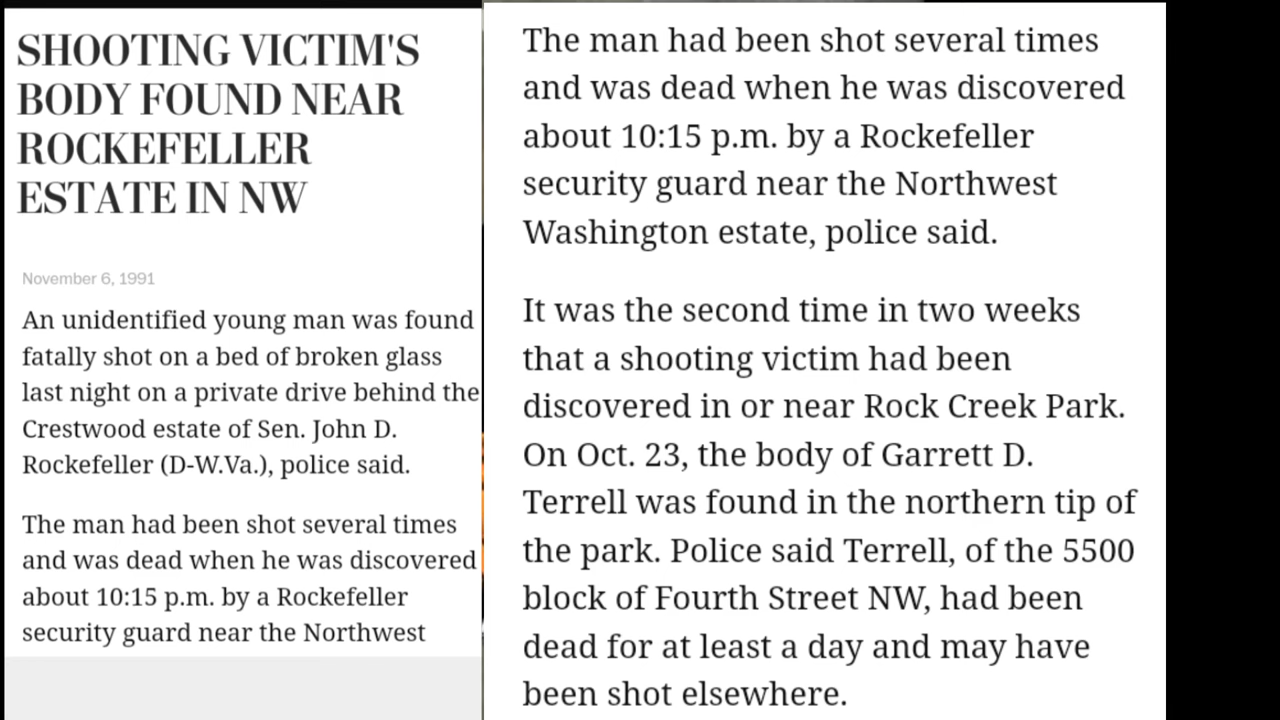 SHOOTING VICTIM'S
BODY FOUND NEAR
ROCKEFELLER
ESTATE IN NW
November 6, 1991
An unidentified young man was found
fatally shot on a bed of broken glass
last night on a private drive behind the
Crestwood estate of Sen. John D.
Rockefeller (D-W.Va.), police said.
The man had been shot several times
and was dead when he was discovered
about 10:15 p.m. by a Rockefeller
security guard near the Northwest
The man had been shot several times
and was dead when he was discovered
about 10:15 p.m. by a Rockefeller
security guard near the Northwest
Washington estate, police said.
It was the second time in two weeks
that a shooting victim had been
discovered in or near Rock Creek Park.
On Oct. 23, the body of Garrett D.
Terrell was found in the northern tip of
the park. Police said Terrell, of the 5500
block of Fourth Street NW, had been
dead for at least a day and may have
been shot elsewhere.